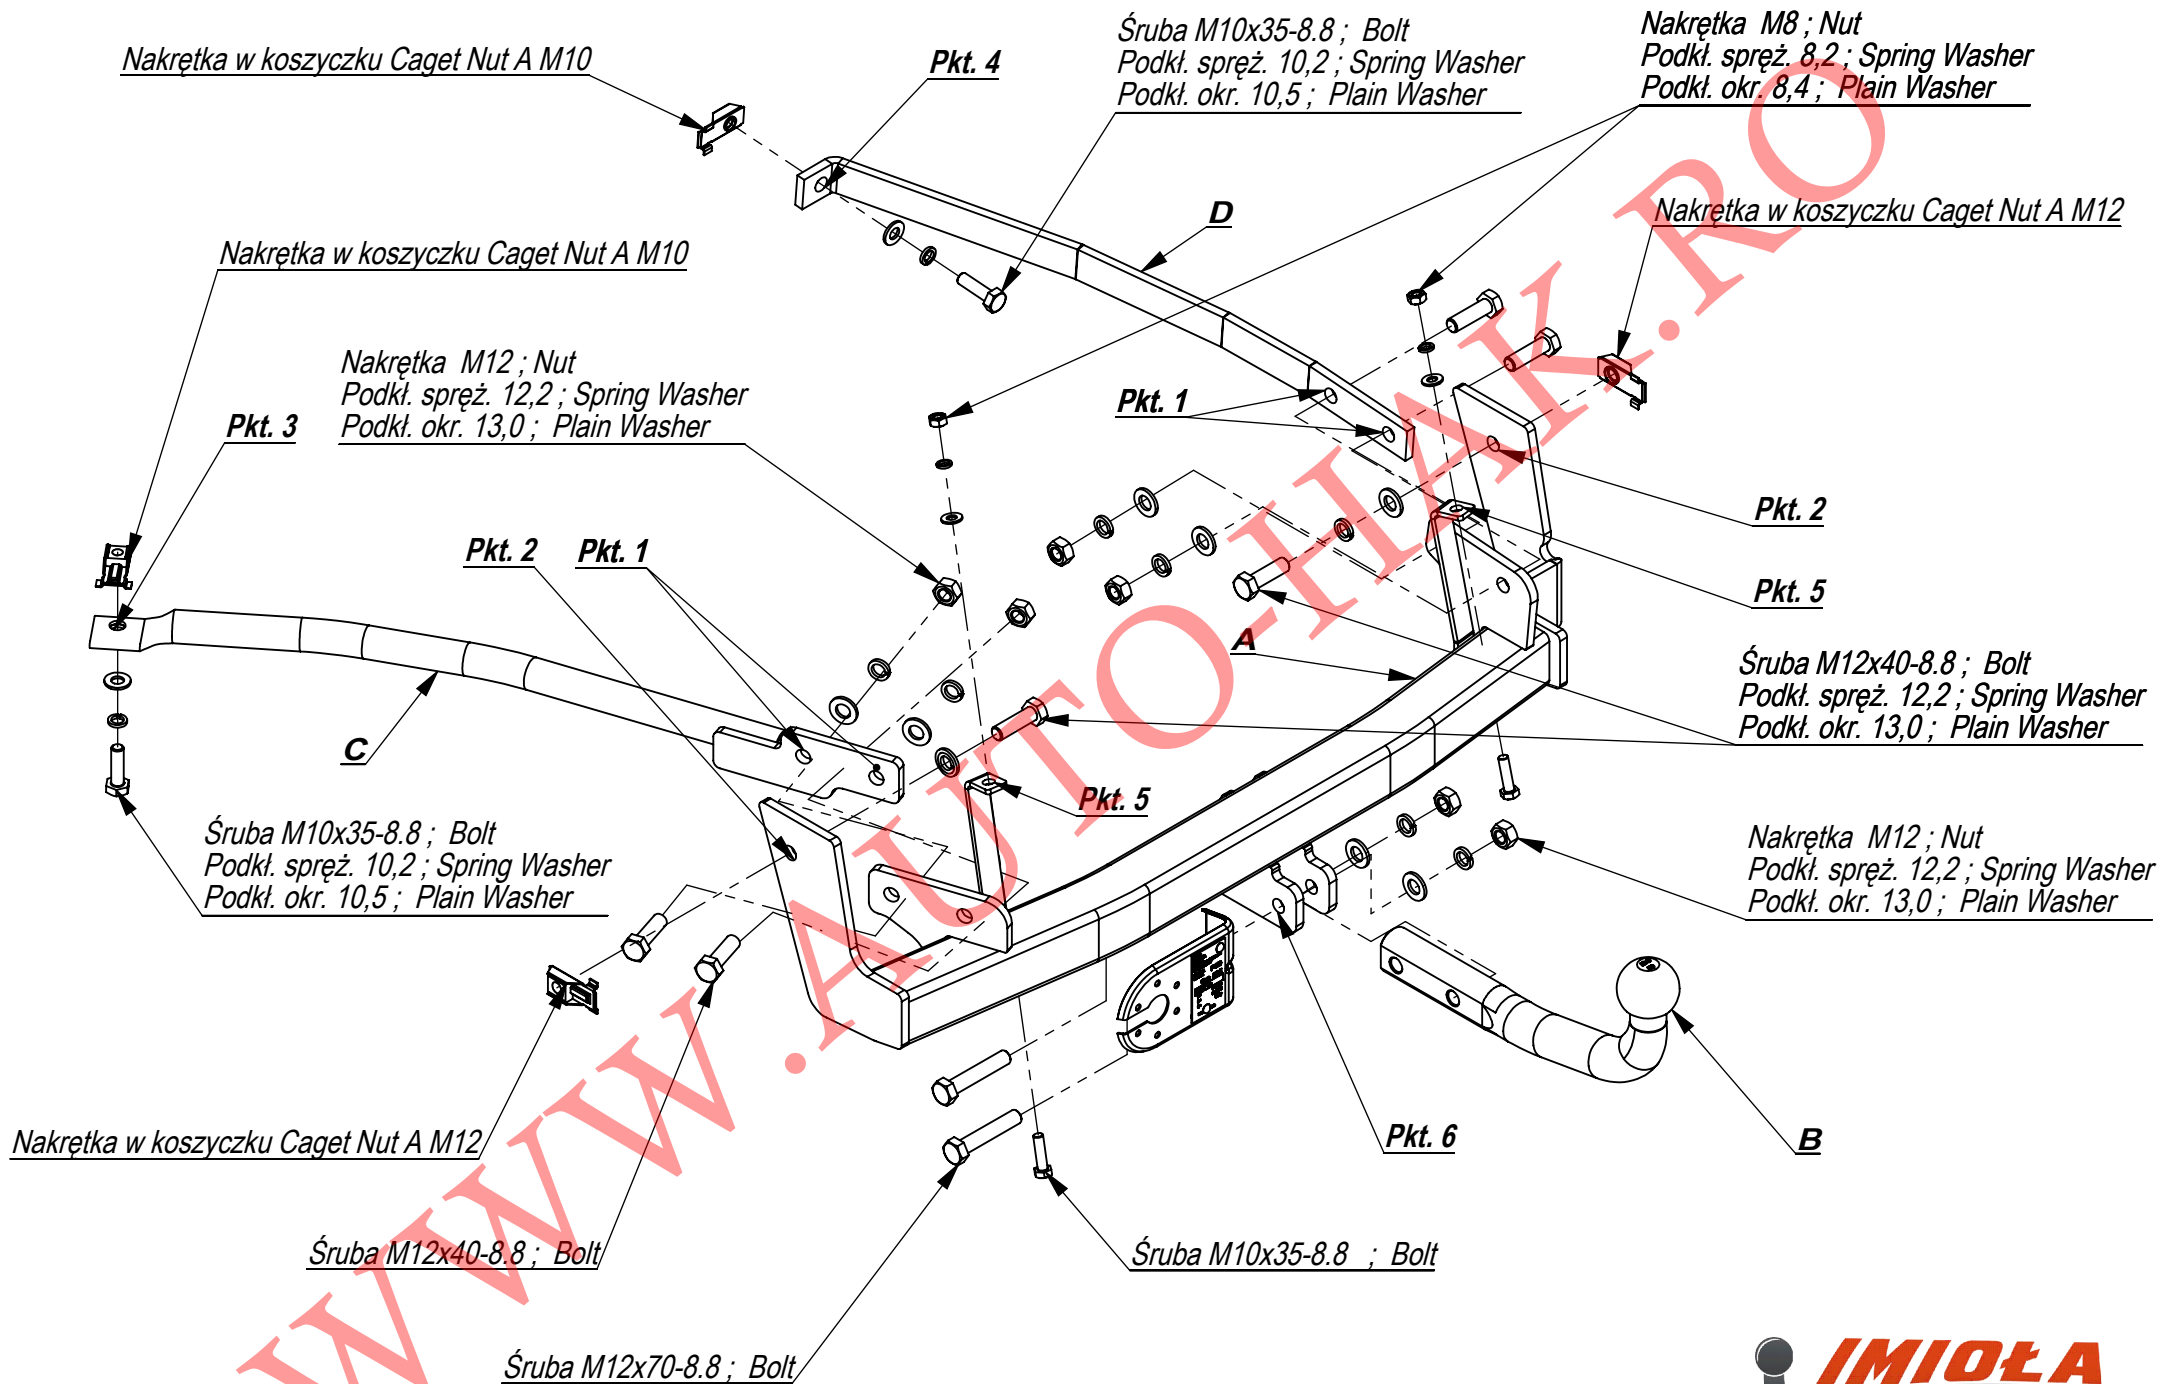 Nakrętka w koszyczku Caget Nut A M10
Pkt. 4
Śruba M10x35-8.8 ; Bolt
Podkł. spręż. 10,2 ; Spring Washer
Podkł. okr. 10,5 ; Plain Washer
Nakrętka M8 ; Nut
Podkł. spręż. 8,2 ; Spring Washer
Podkł. okr. 8,4 ; Plain Washer
D
Nakrętka w koszyczku Caget Nut A M12
Nakrętka w koszyczku Caget Nut A M10
Nakrętka M12 ; Nut
Podkł. spręż. 12,2 ; Spring Washer
Podkł. okr. 13,0 ; Plain Washer
Pkt. 3
Pkt. 1
Pkt. 2
Pkt. 2
Pkt. 1
Pkt. 5
A
Śruba M12x40-8.8 ; Bolt
Podkł. spręż. 12,2 ; Spring Washer
Podkł. okr. 13,0 ; Plain Washer
C
Pkt. 5
Śruba M10x35-8.8 ; Bolt
Podkł. spręż. 10,2 ; Spring Washer
Podkł. okr. 10,5 ; Plain Washer
Nakrętka M12 ; Nut
Podkł. spręż. 12,2 ; Spring Washer
Podkł. okr. 13,0 ; Plain Washer
Nakrętka w koszyczku Caget Nut A M12
Pkt. 6
B
Śruba M12x40-8.8 ; Bolt
Śruba M10x35-8.8 ; Bolt
Śruba M12x70-8.8 ; Bolt
WWW.AUTO-HAK.RO
IMIOŁA